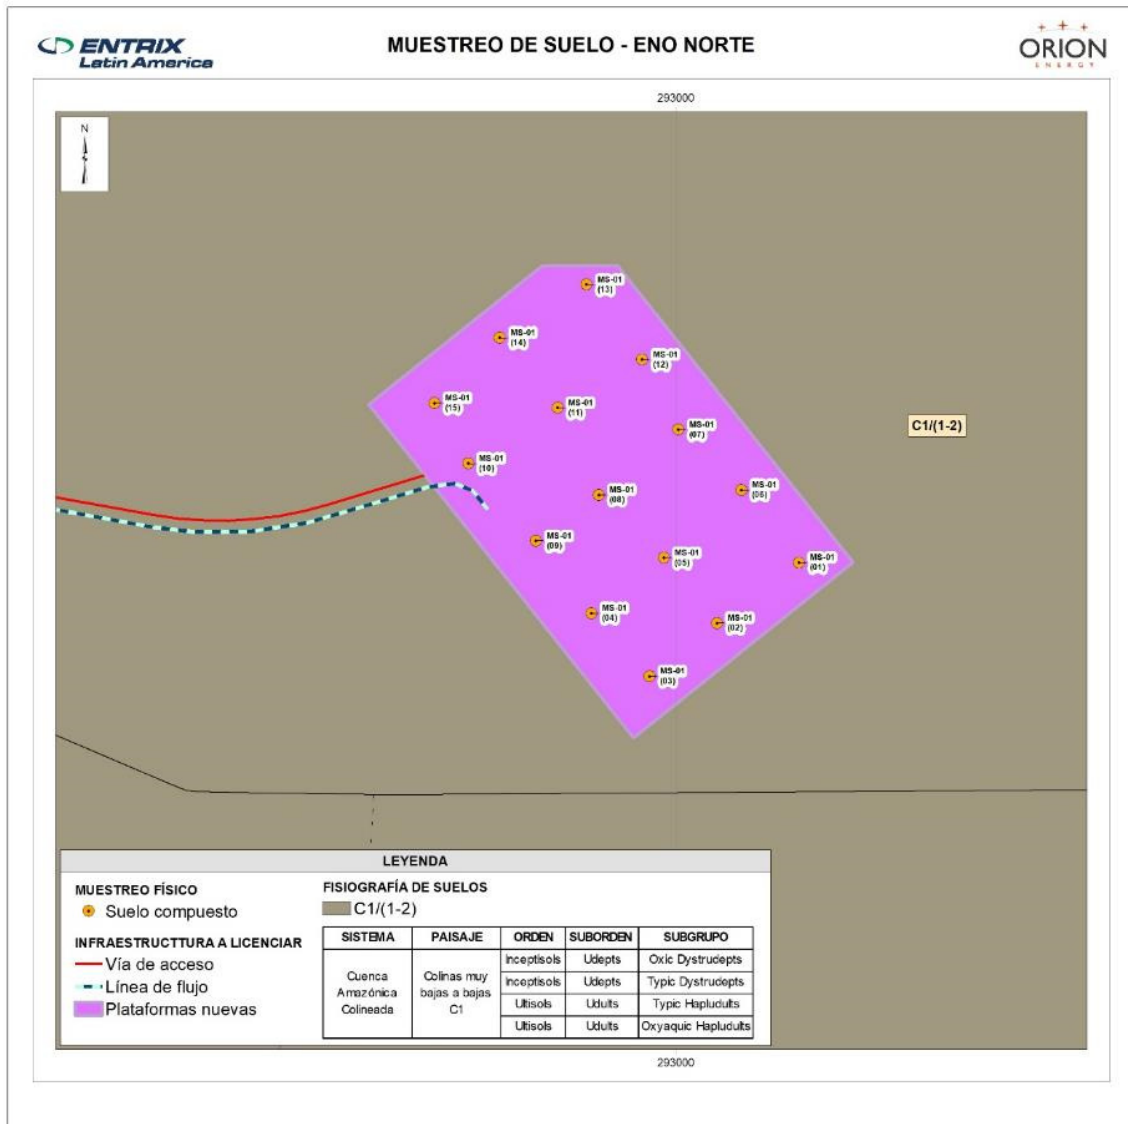 ENTRIX
Latin America
MUESTREO DE SUELO - ENO NORTE
ORION
ENERGY
293000
N
MS-01
(13)
MS-01
(14)
MS-01
(12)
MS-01
(15)
MS-01
(11)
MS-01
(07)
C1/(1-2)
MS-01
(10)
MS-01
(08)
MS-01
(06)
MS-01
(09)
MS-01
(05)
MS-01
(01)
MS-01
(04)
MS-01
(02)
MS-01
(03)
LEYENDA
MUESTREO FÍSICO
Suelo compuesto
INFRAESTRUCTTURA A LICENCIAR
Vía de acceso
Línea de flujo
Plataformas nuevas
FISIOGRAFÍA DE SUELOS
C1/(1-2)
SISTEMA PAISAJE ORDEN SUBORDEN SUBGRUPO
Cuenca
Amazónica
Colineada
Colinas muy
bajas a bajas
C1
Inceptisols Udepts Oxic Dystrudepts
Inceptisols Udepts Typic Dystrudepts
Ultisols Udults Typic Hapludults
Ultisols Udults Oxyaquic Hapludults
293000